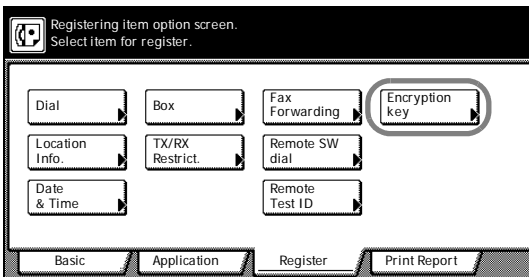 Registering item option screen.
Select item for register.
Dial
Box
Fax
Forwarding
Encryption
key
Location
Info.
TX/RX
Restrict.
Remote SW
dial
Date
& Time
Remote
Test ID
Basic
Application
Register
Print Report